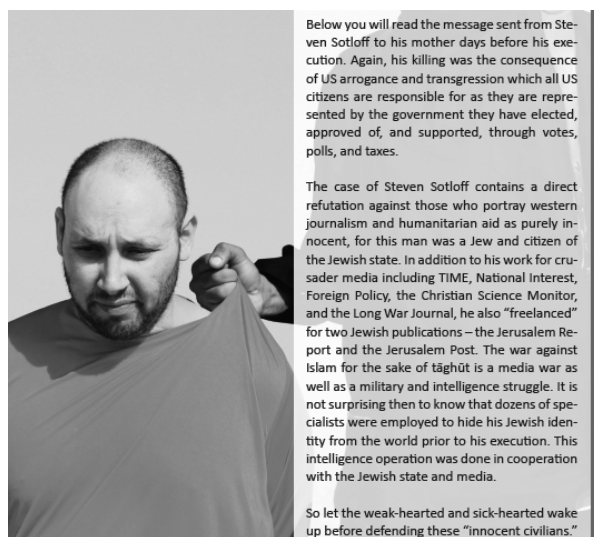 Below you will read the message sent from Ste-
ven Sotloff to his mother days before his exe-
cution. Again, his killing was the consequence
of US arrogance and transgression which all US
citizens are responsible for as they are repre-
sented by the government they have elected,
approved of, and supported, through votes,
polls, and taxes.
The case of Steven Sotloff contains a direct
refutation against those who portray western
journalism and humanitarian aid as purely in-
nocent, for this man was a Jew and citizen of
the Jewish state. In addition to his work for cru-
sader media including TIME, National Interest,
Foreign Policy, the Christian Science Monitor,
and the Long War Journal, he also “freelanced”
for two Jewish publications – the Jerusalem Re-
port and the Jerusalem Post. The war against
Islam for the sake of tāghūt is a media war as
well as a military and intelligence struggle. It is
not surprising then to know that dozens of spe-
cialists were employed to hide his Jewish iden-
tity from the world prior to his execution. This
intelligence operation was done in cooperation
with the Jewish state and media.
So let the weak-hearted and sick-hearted wake
up before defending these “innocent civilians.”